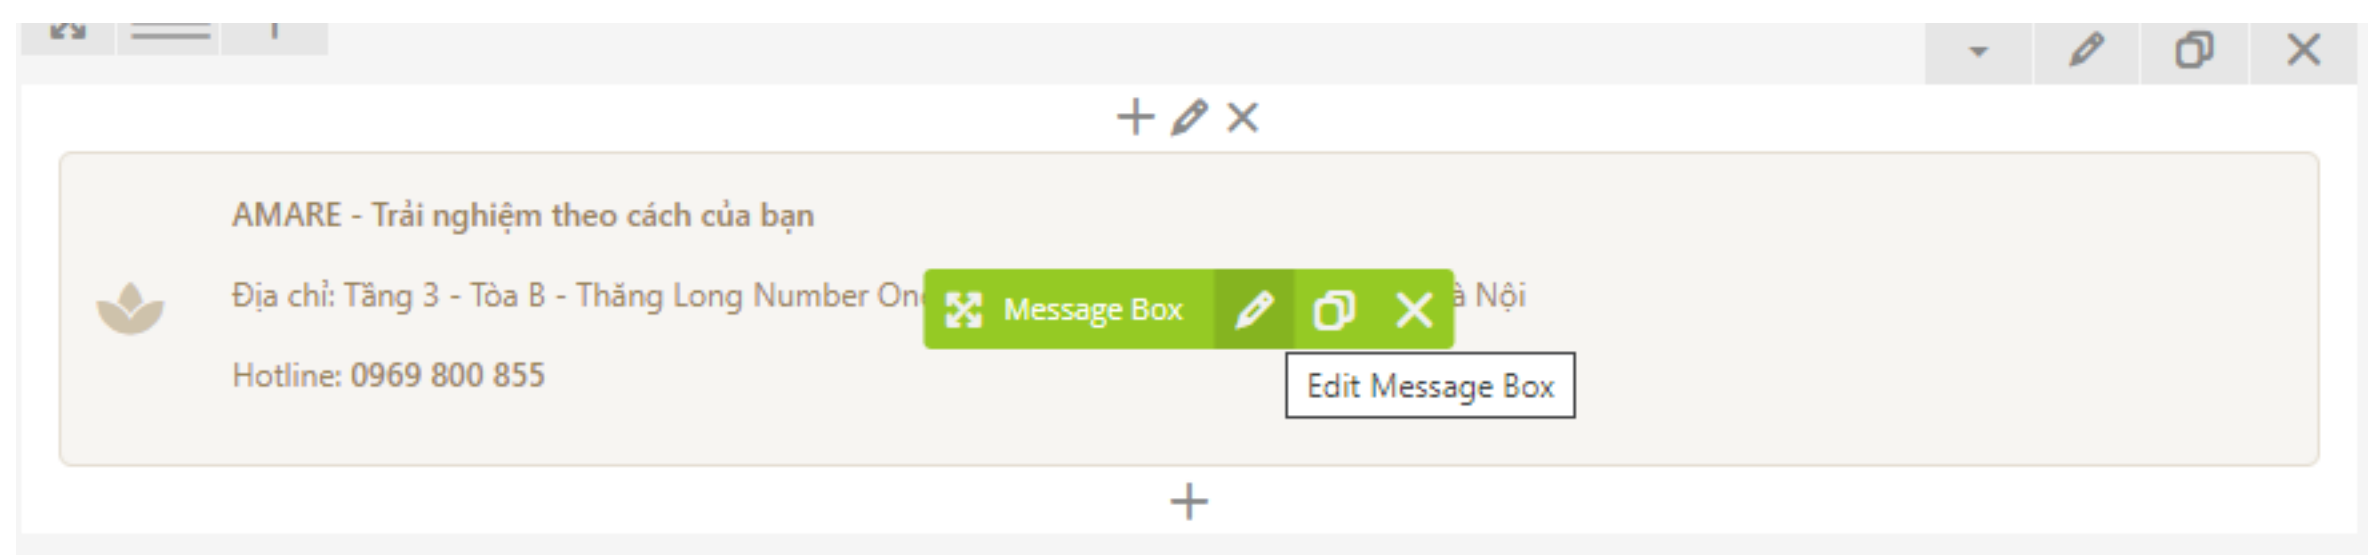 AMARE - Trải nghiệm theo cách của bạn
Địa chỉ: Tầng 3 - Tòa B - Thăng Long Number Nội
Message Box
Edit Message Box
Hotline: 0969 800 855